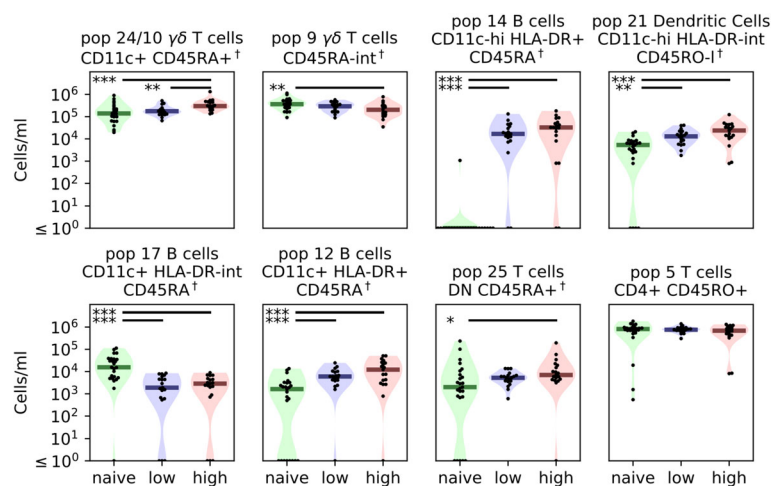 pop 24/10 γδ T cells
CD11c+ CD45RA+†
pop 9 γδ T cells
CD45RA-int†
pop 14 B cells
CD11c-hi HLA-DR+
CD45RA†
pop 21 Dendritic Cells
CD11c-hi HLA-DR-int
CD45RO-l†
Cells/ml
10⁶
10⁵
10⁴
10³
10²
10¹
≤ 10⁰
***
**
**
***
***
***
**
pop 17 B cells
CD11c+ HLA-DR-int
CD45RA†
pop 12 B cells
CD11c+ HLA-DR+
CD45RA†
pop 25 T cells
DN CD45RA+†
pop 5 T cells
CD4+ CD45RO+
Cells/ml
10⁶
10⁵
10⁴
10³
10²
10¹
≤ 10⁰
***
***
***
***
*
naive low high
naive low high
naive low high
naive low high